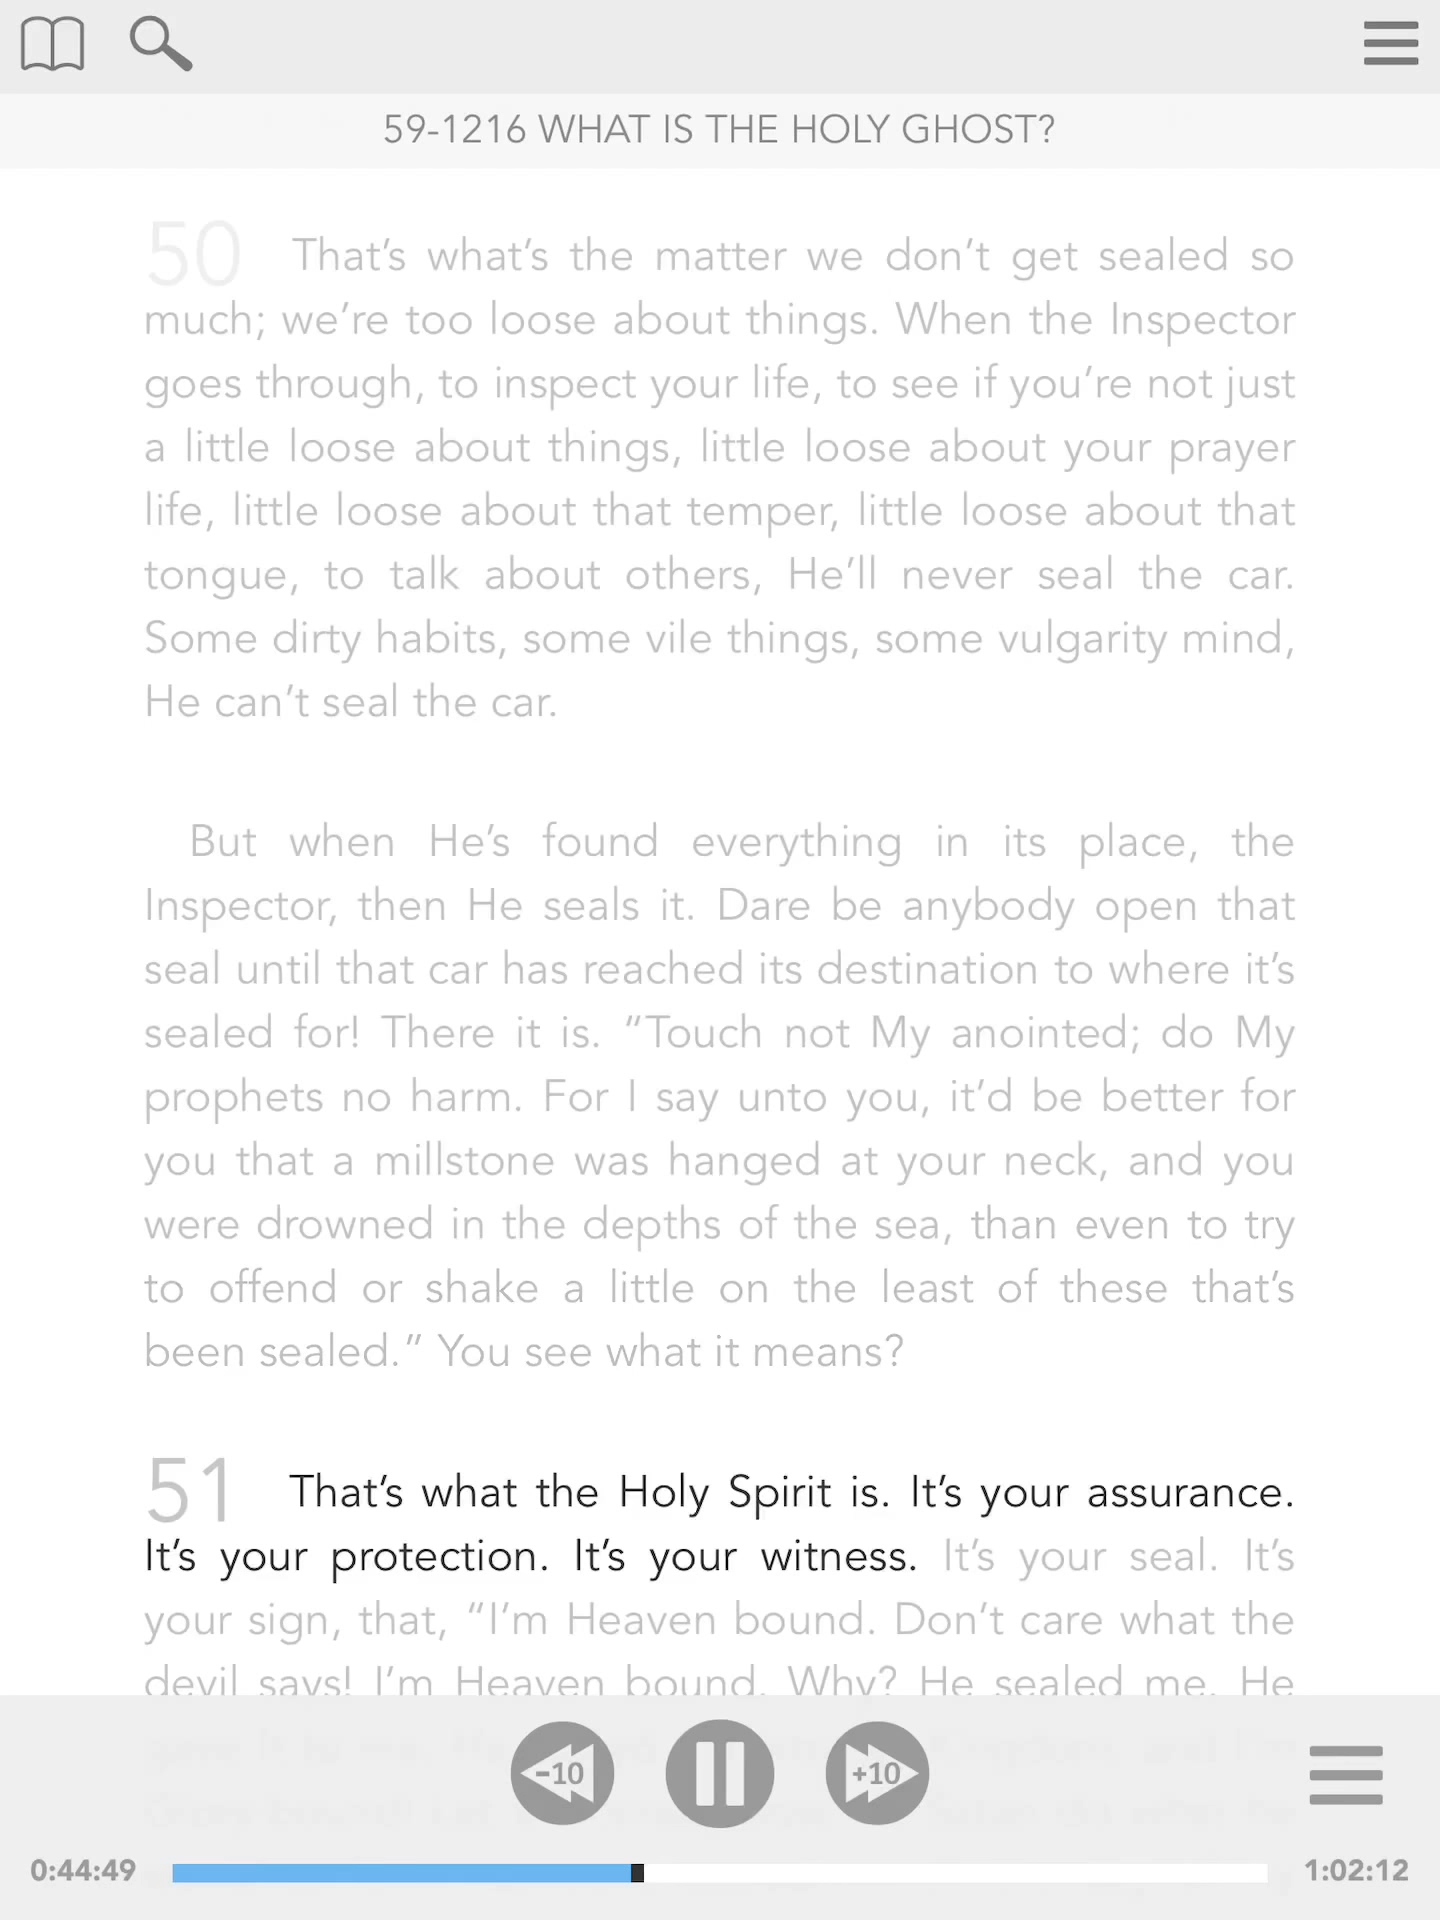 59-1216 WHAT IS THE HOLY GHOST?
50 That’s what’s the matter we don’t get sealed so
much; we’re too loose about things. When the Inspector
goes through, to inspect your life, to see if you’re not just
a little loose about things, little loose about your prayer
life, little loose about that temper, little loose about that
tongue, to talk about others, He’ll never seal the car.
Some dirty habits, some vile things, some vulgarity mind,
He can’t seal the car.
But when He’s found everything in its place, the
Inspector, then He seals it. Dare be anybody open that
seal until that car has reached its destination to where it’s
sealed for! There it is. “Touch not My anointed; do My
prophets no harm. For I say unto you, it’d be better for
you that a millstone was hanged at your neck, and you
were drowned in the depths of the sea, than even to try
to offend or shake a little on the least of these that’s
been sealed.” You see what it means?
51 That’s what the Holy Spirit is. It’s your assurance.
It’s your protection. It’s your witness. It’s your seal. It’s
your sign, that, “I’m Heaven bound. Don’t care what the
devil says! I’m Heaven bound. Why? He sealed me. He
-10 +10
0:44:49 1:02:12